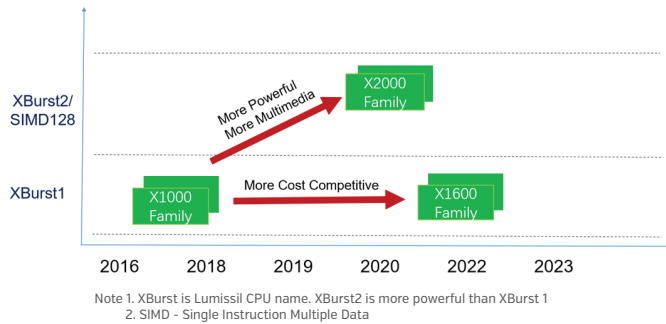 XBurst2/
SIMD128
X2000
Family
More Powerful
More Multimedia
XBurst1
X1000
Family
More Cost Competitive
X1600
Family
2016
2018
2019
2020
2022
2023
Note 1. XBurst is Lumissil CPU name. XBurst2 is more powerful than XBurst 1
2. SIMD - Single Instruction Multiple Data